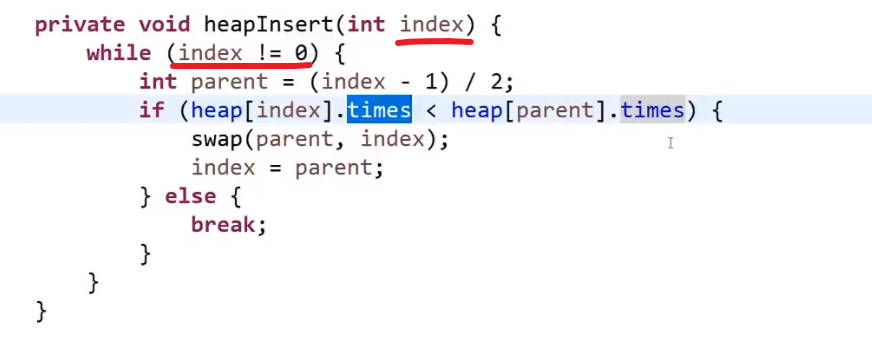 private void heapInsert(int index) {
    while (index != 0) {
        int parent = (index - 1) / 2;
        if (heap[index].times < heap[parent].times) {
            swap(parent, index);
            index = parent;
        } else {
            break;
        }
    }
}